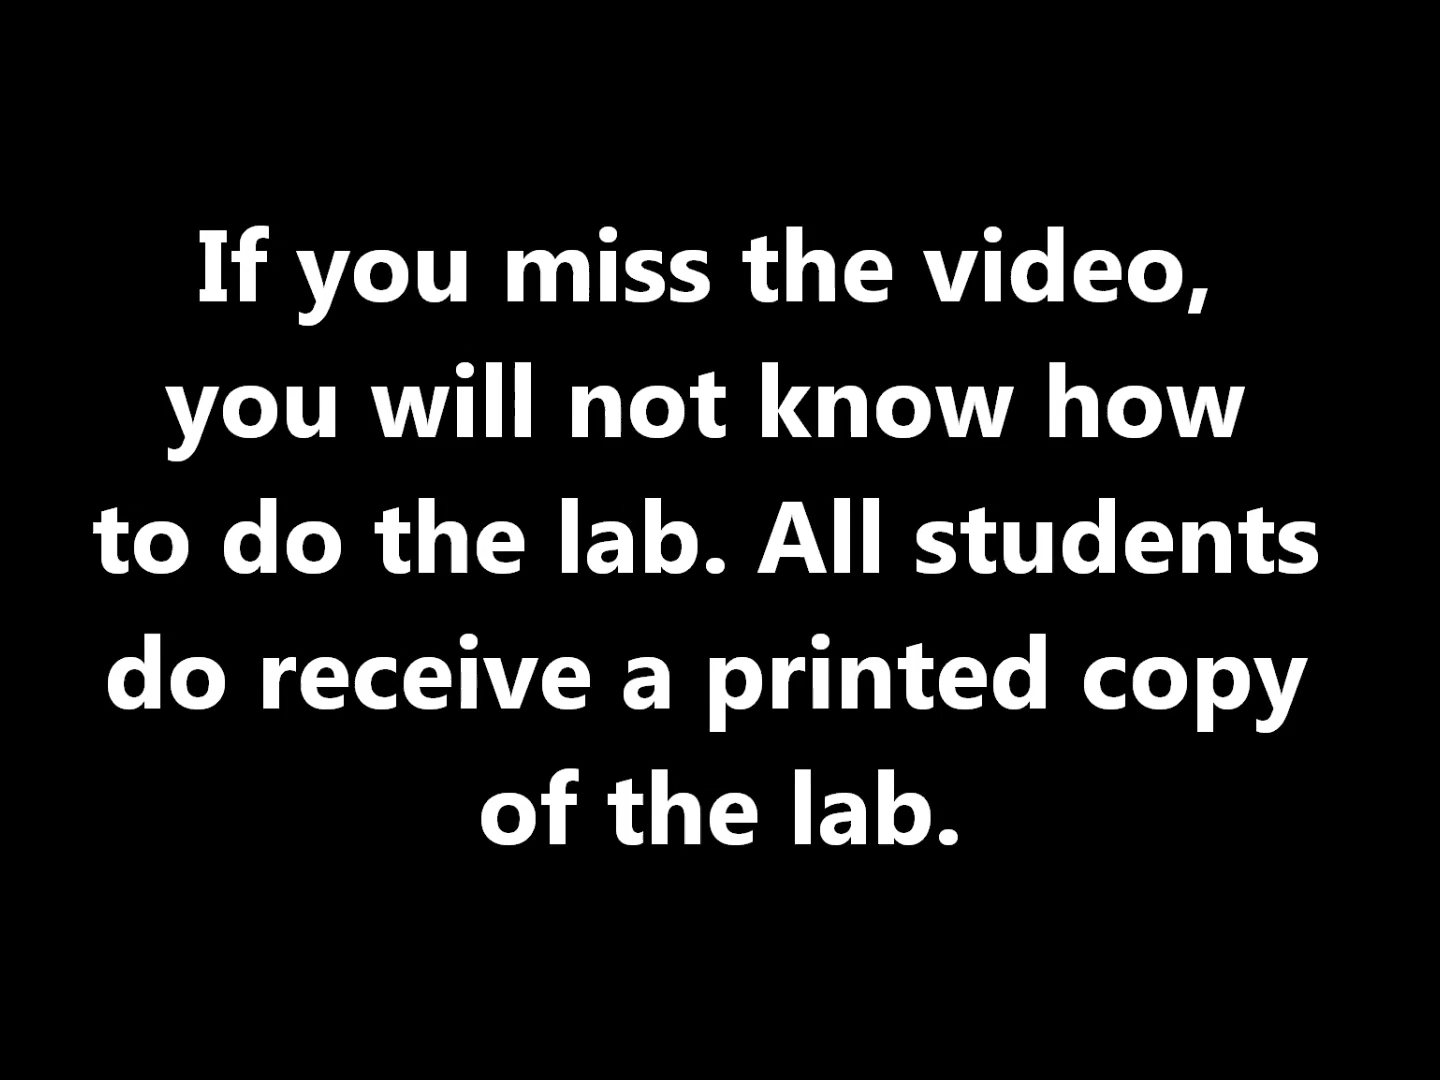 If you miss the video,
you will not know how
to do the lab. All students
do receive a printed copy
of the lab.